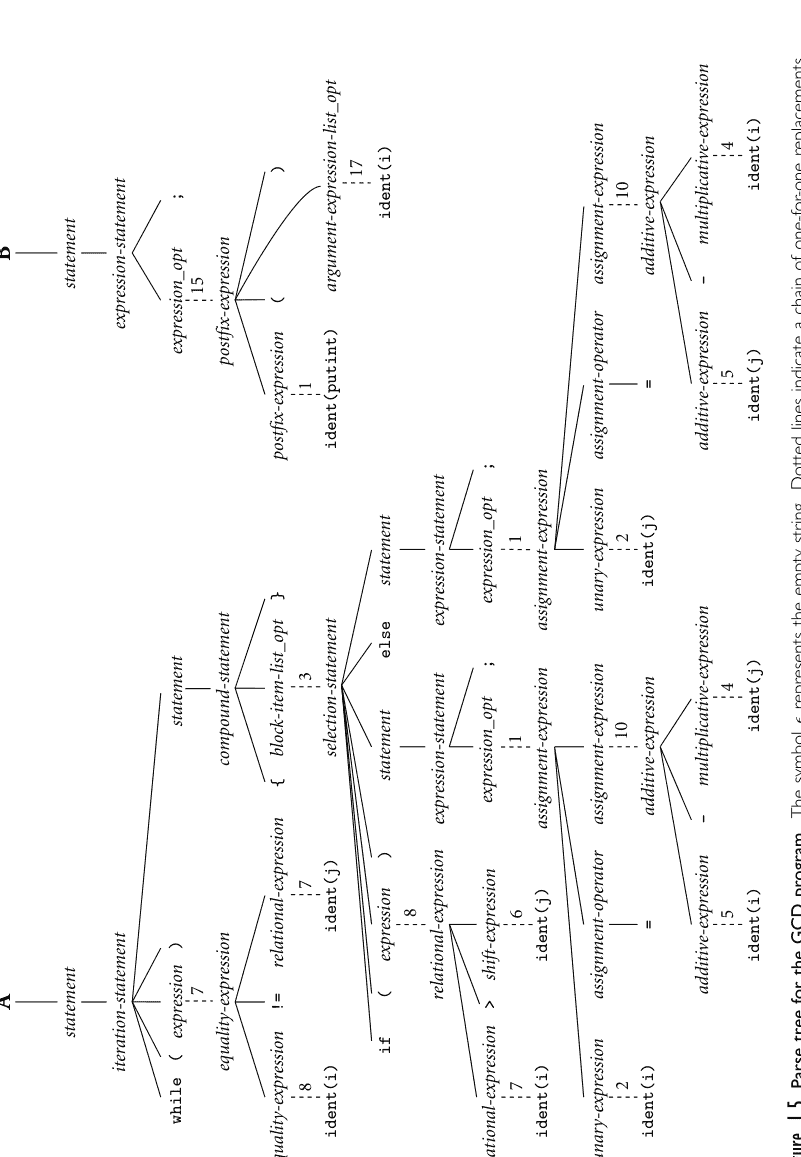 A B
statement statement
iteration-statement expression-statement
while ( expression ) statement expression_opt ;
7 15
equality-expression compound-statement postfix-expression
quality-expression != relational-expression { block-item-list_opt } postfix-expression ( )
8 7 3 1
ident(i) ident(j) selection-statement ident(putint) argument-expression-list_opt
17
if ( expression ) statement else statement ident(i)
8
relational-expression expression-statement expression-statement
ational-expression > shift-expression expression_opt ; expression_opt ;
7 6 1 1
ident(i) ident(j) assignment-expression assignment-expression
nary-expression assignment-operator assignment-expression unary-expression assignment-operator assignment-expression
2 10 2 10
ident(i) = additive-expression ident(j) = additive-expression
additive-expression - multiplicative-expression additive-expression - multiplicative-expression
5 4 5 4
ident(i) ident(j) ident(j) ident(i)
ure 1.5 Parse tree for the GCD program. The symbol ϵ represents the empty string. Dotted lines indicate a chain of one-for-one replacements